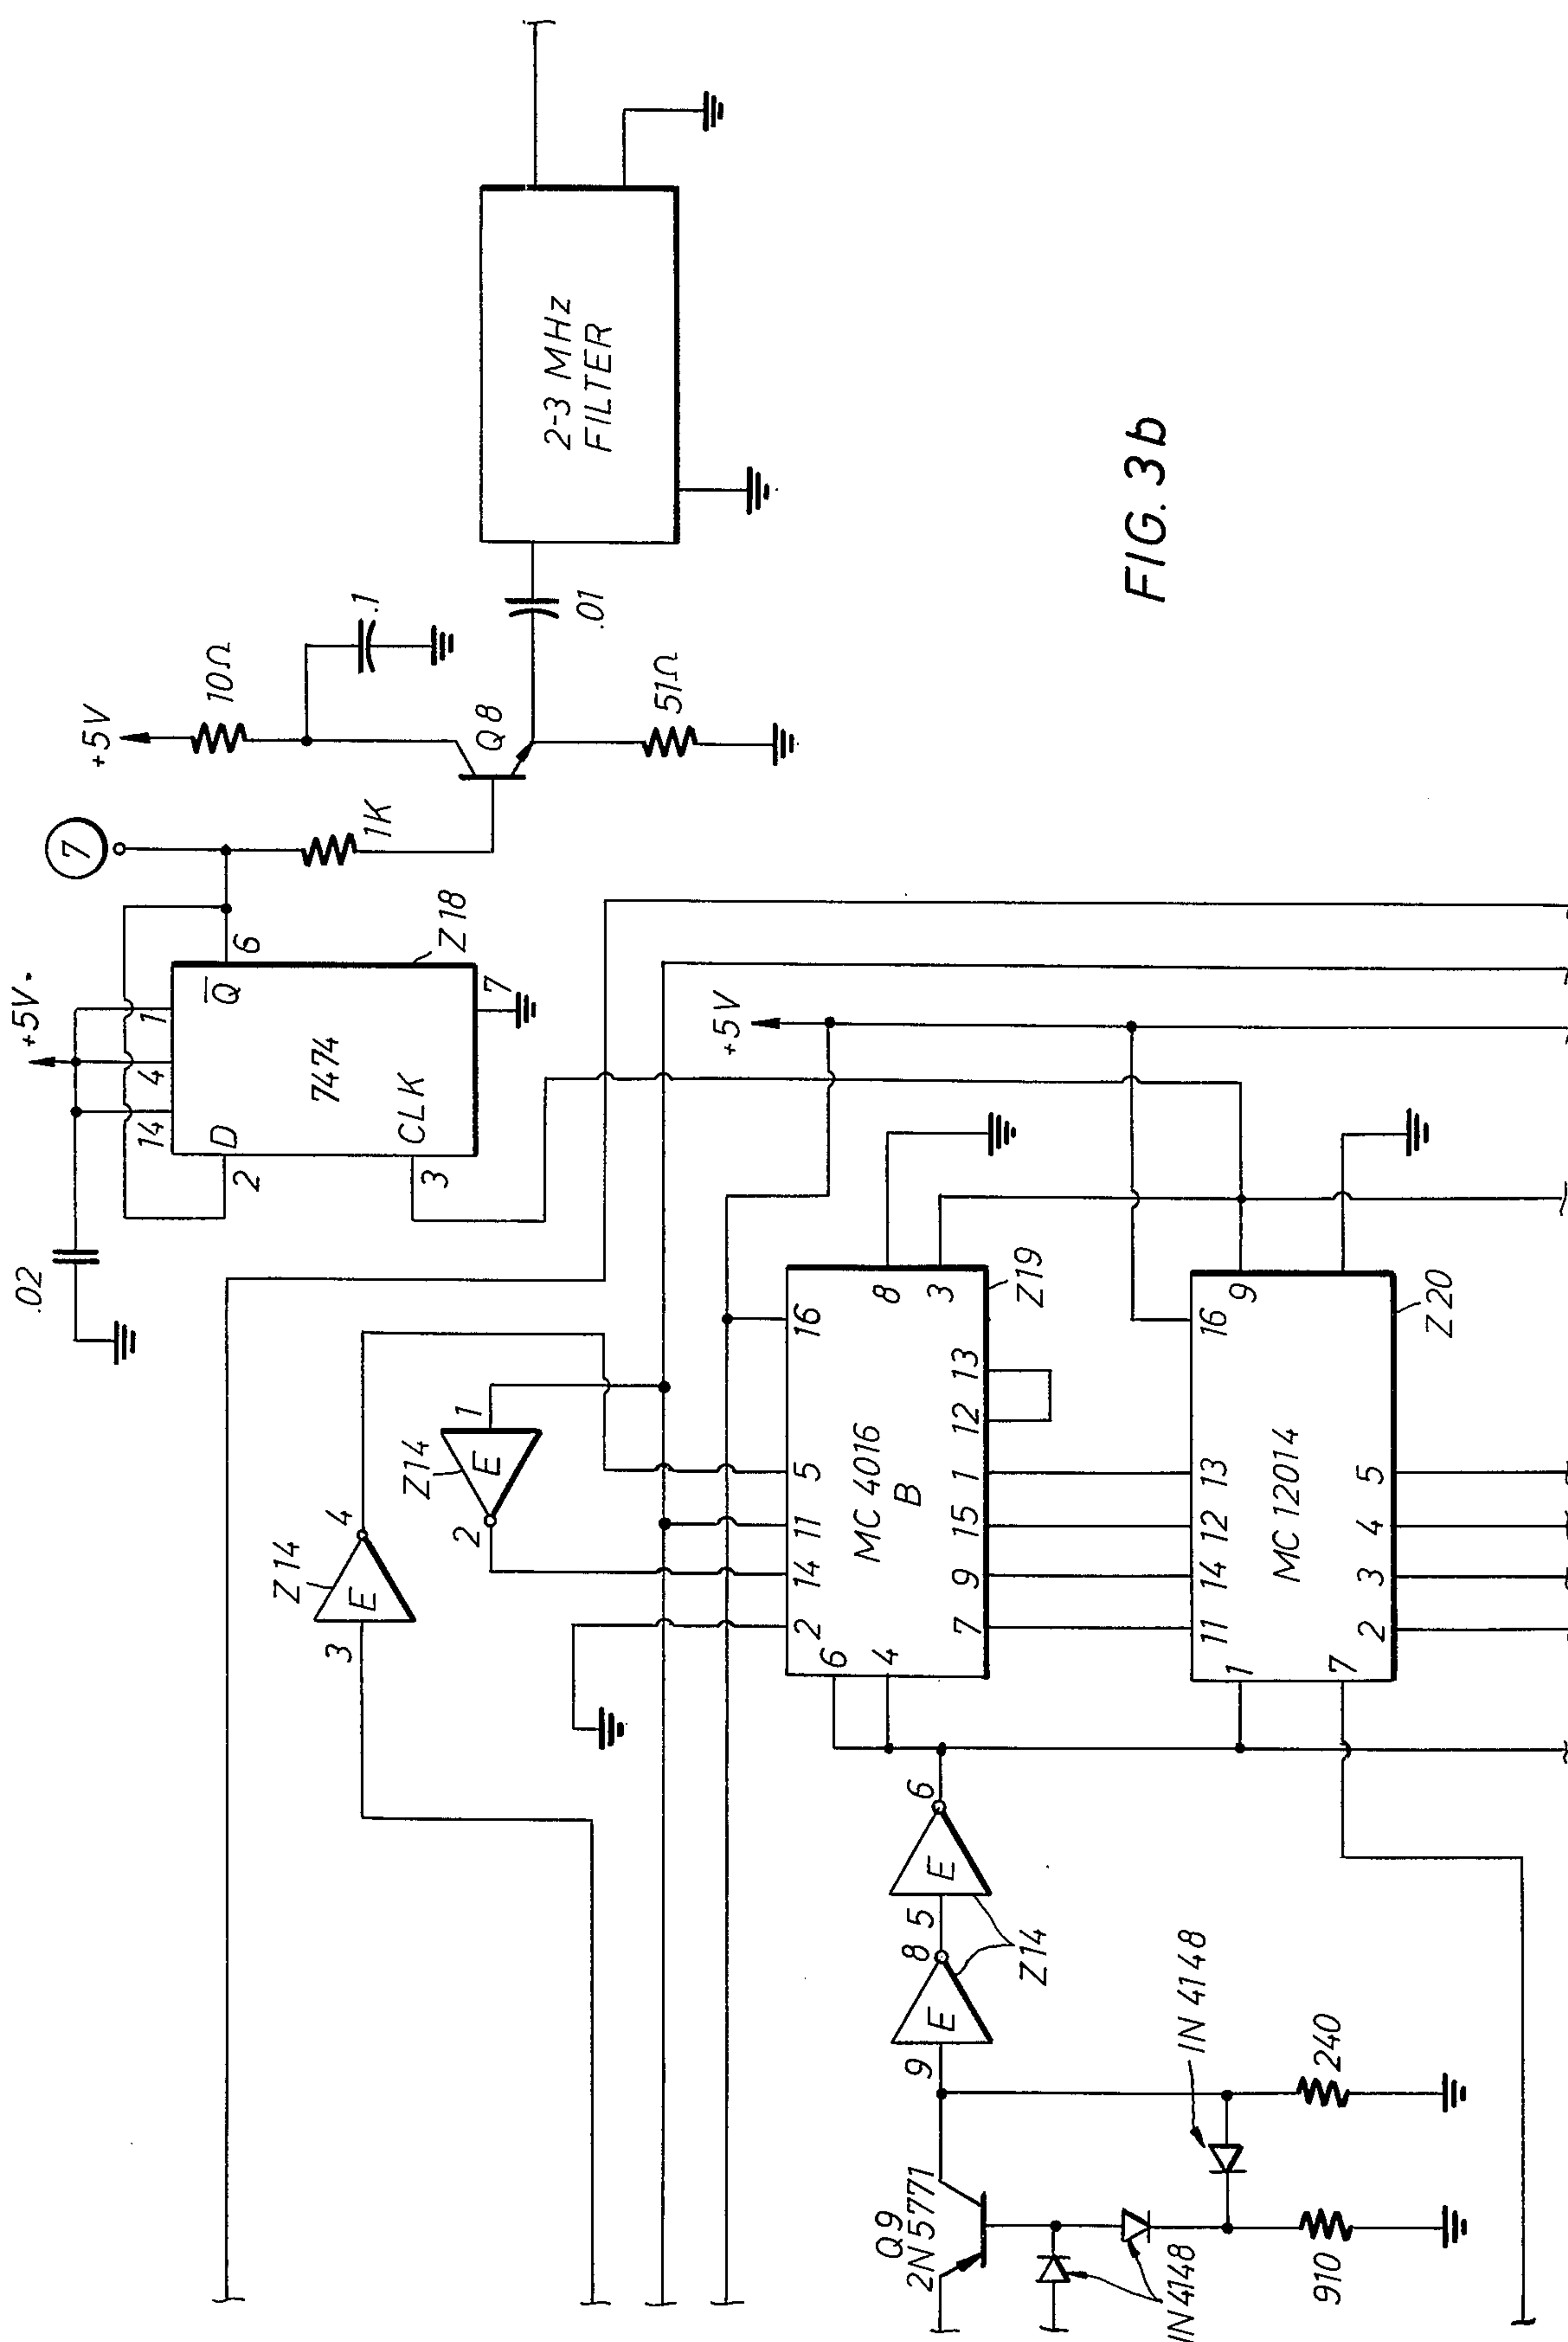 .02
+5V
7
+5V
10Ω
.1
14
4
1
D
Q̅
2
6
7474
CLK
3
7
Z18
1K
Q8
.01
51Ω
2-3 MHz
FILTER
Z14
3
E
4
Z14
2
E
1
+5V
2
14
11
5
16
6
4
MC 4016
B
8
3
7
9
15
1
12
13
Z19
11
14
12
13
16
1
7
MC 12014
9
2
3
4
5
Z20
Q9
2N5771
9
E
8
5
E
6
Z14
IN4148
IN 4148
910
240
FIG. 3b